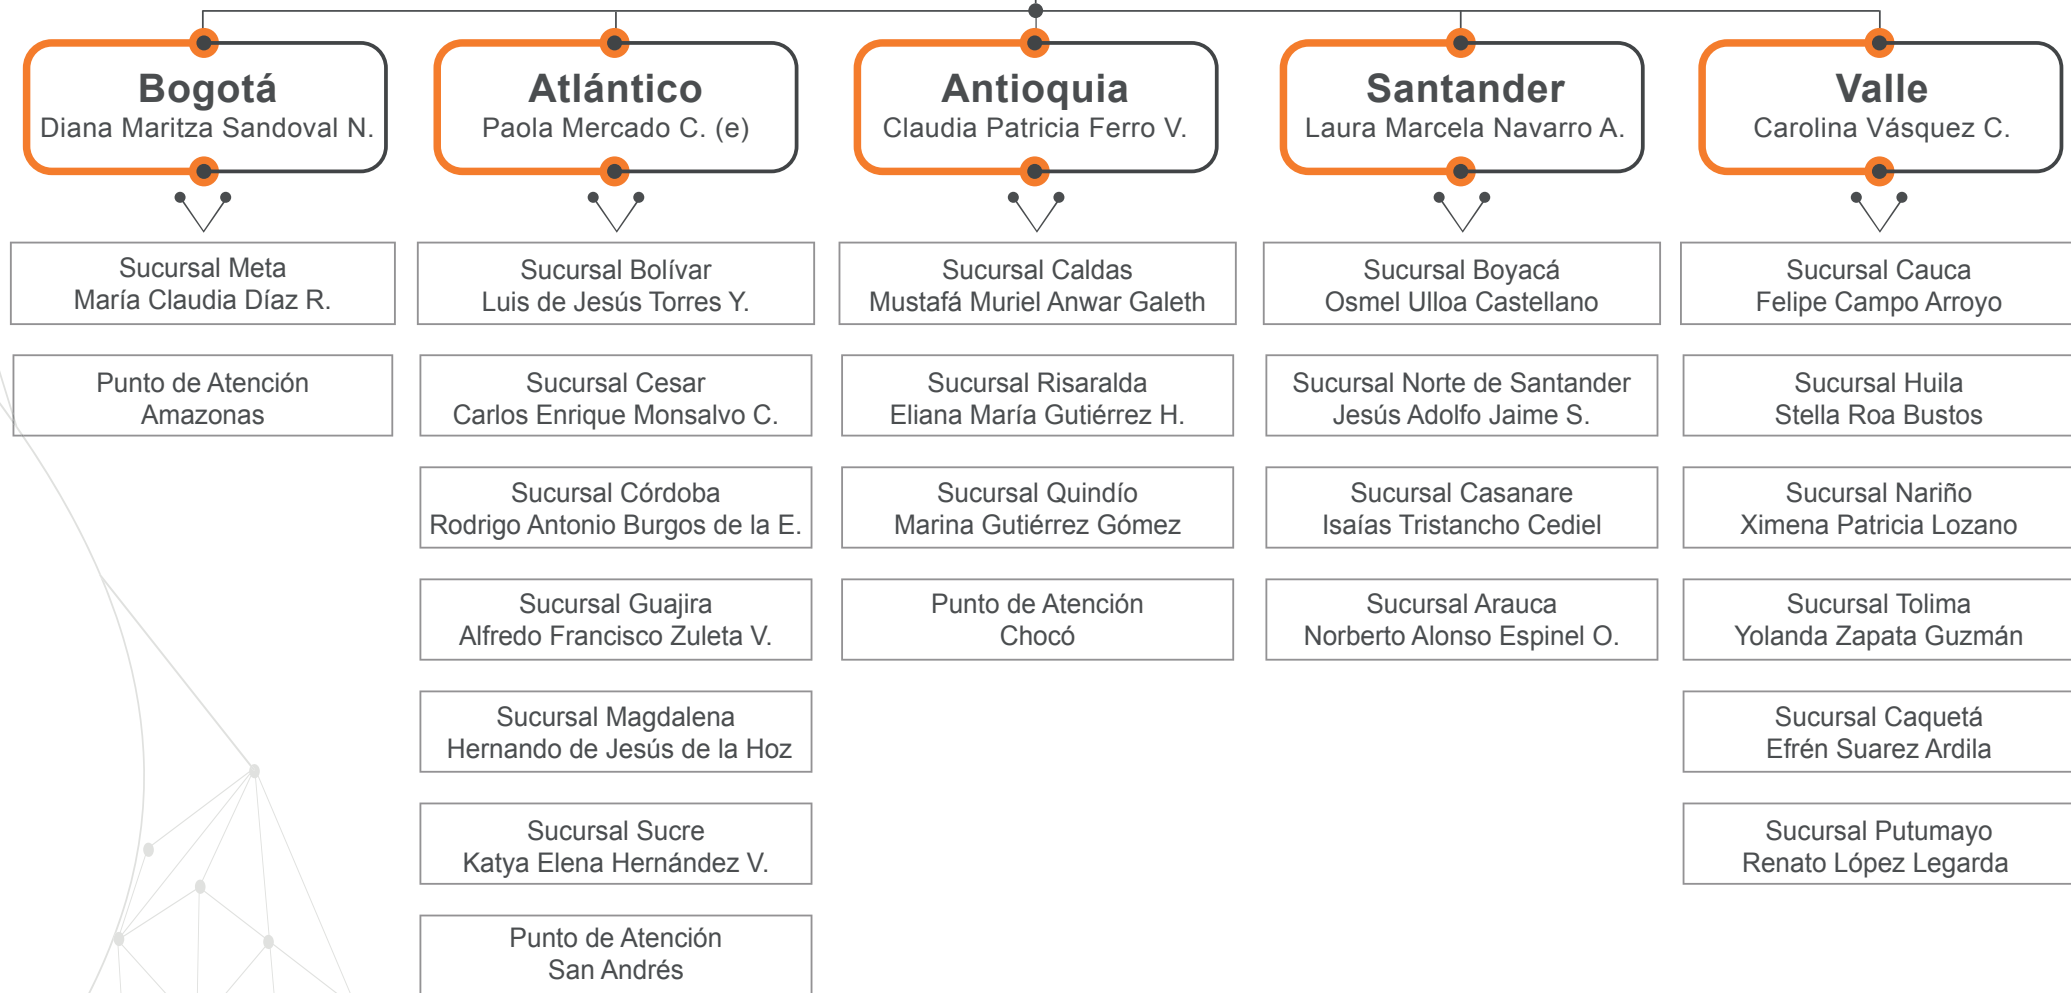 Bogotá
Diana Maritza Sandoval N.
Sucursal Meta
María Claudia Díaz R.
Punto de Atención
Amazonas
Atlántico
Paola Mercado C. (e)
Sucursal Bolívar
Luis de Jesús Torres Y.
Sucursal Cesar
Carlos Enrique Monsalvo C.
Sucursal Córdoba
Rodrigo Antonio Burgos de la E.
Sucursal Guajira
Alfredo Francisco Zuleta V.
Sucursal Magdalena
Hernando de Jesús de la Hoz
Sucursal Sucre
Katya Elena Hernández V.
Punto de Atención
San Andrés
Antioquia
Claudia Patricia Ferro V.
Sucursal Caldas
Mustafá Muriel Anwar Galeth
Sucursal Risaralda
Eliana María Gutiérrez H.
Sucursal Quindío
Marina Gutiérrez Gómez
Punto de Atención
Chocó
Santander
Laura Marcela Navarro A.
Sucursal Boyacá
Osmel Ulloa Castellano
Sucursal Norte de Santander
Jesús Adolfo Jaime S.
Sucursal Casanare
Isaías Tristancho Cediel
Sucursal Arauca
Norberto Alonso Espinel O.
Valle
Carolina Vásquez C.
Sucursal Cauca
Felipe Campo Arroyo
Sucursal Huila
Stella Roa Bustos
Sucursal Nariño
Ximena Patricia Lozano
Sucursal Tolima
Yolanda Zapata Guzmán
Sucursal Caquetá
Efrén Suarez Ardila
Sucursal Putumayo
Renato López Legarda